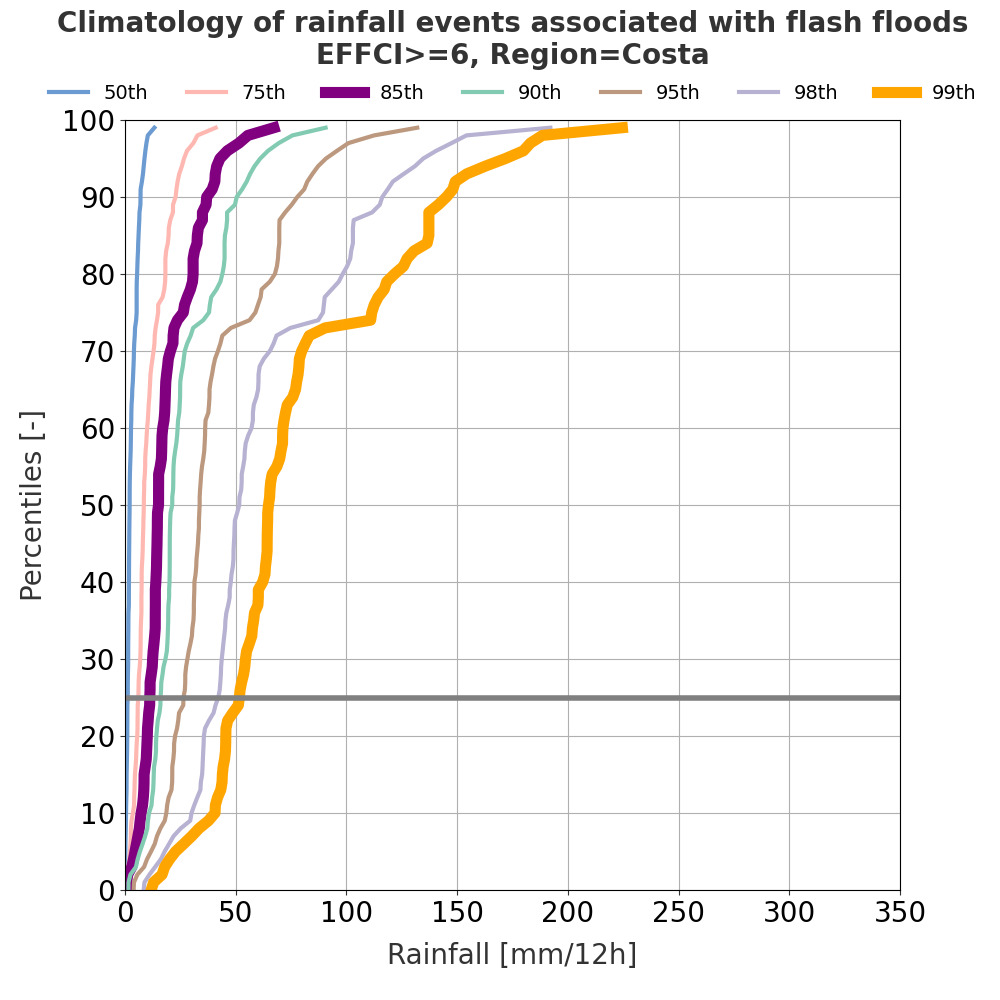 Climatology of rainfall events associated with flash floods
EFFCI>=6, Region=Costa
50th 75th 85th 90th 95th 98th 99th
100
90
80
70
60
50
40
30
20
10
0
Percentiles [-]
0 50 100 150 200 250 300 350
Rainfall [mm/12h]